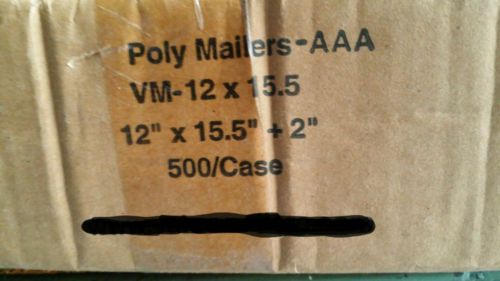 Poly Mailers-AAA
VM-12 x 15.5
12" x 15.5" + 2"
500/Case